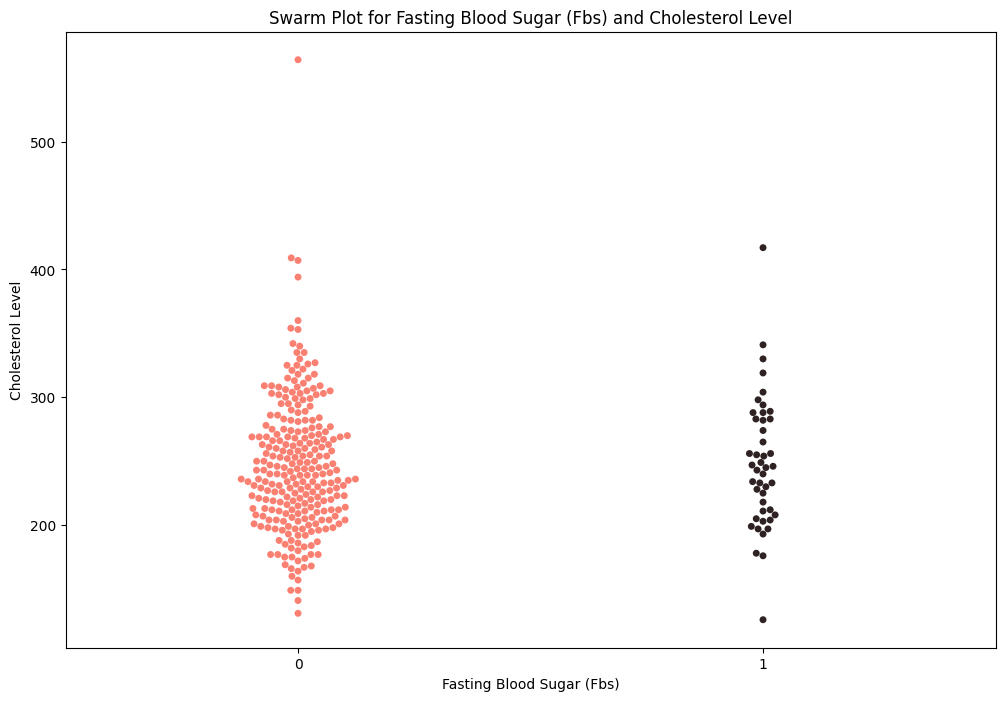 Swarm Plot for Fasting Blood Sugar (Fbs) and Cholesterol Level
500
400
300
200
Cholesterol Level
0
1
Fasting Blood Sugar (Fbs)